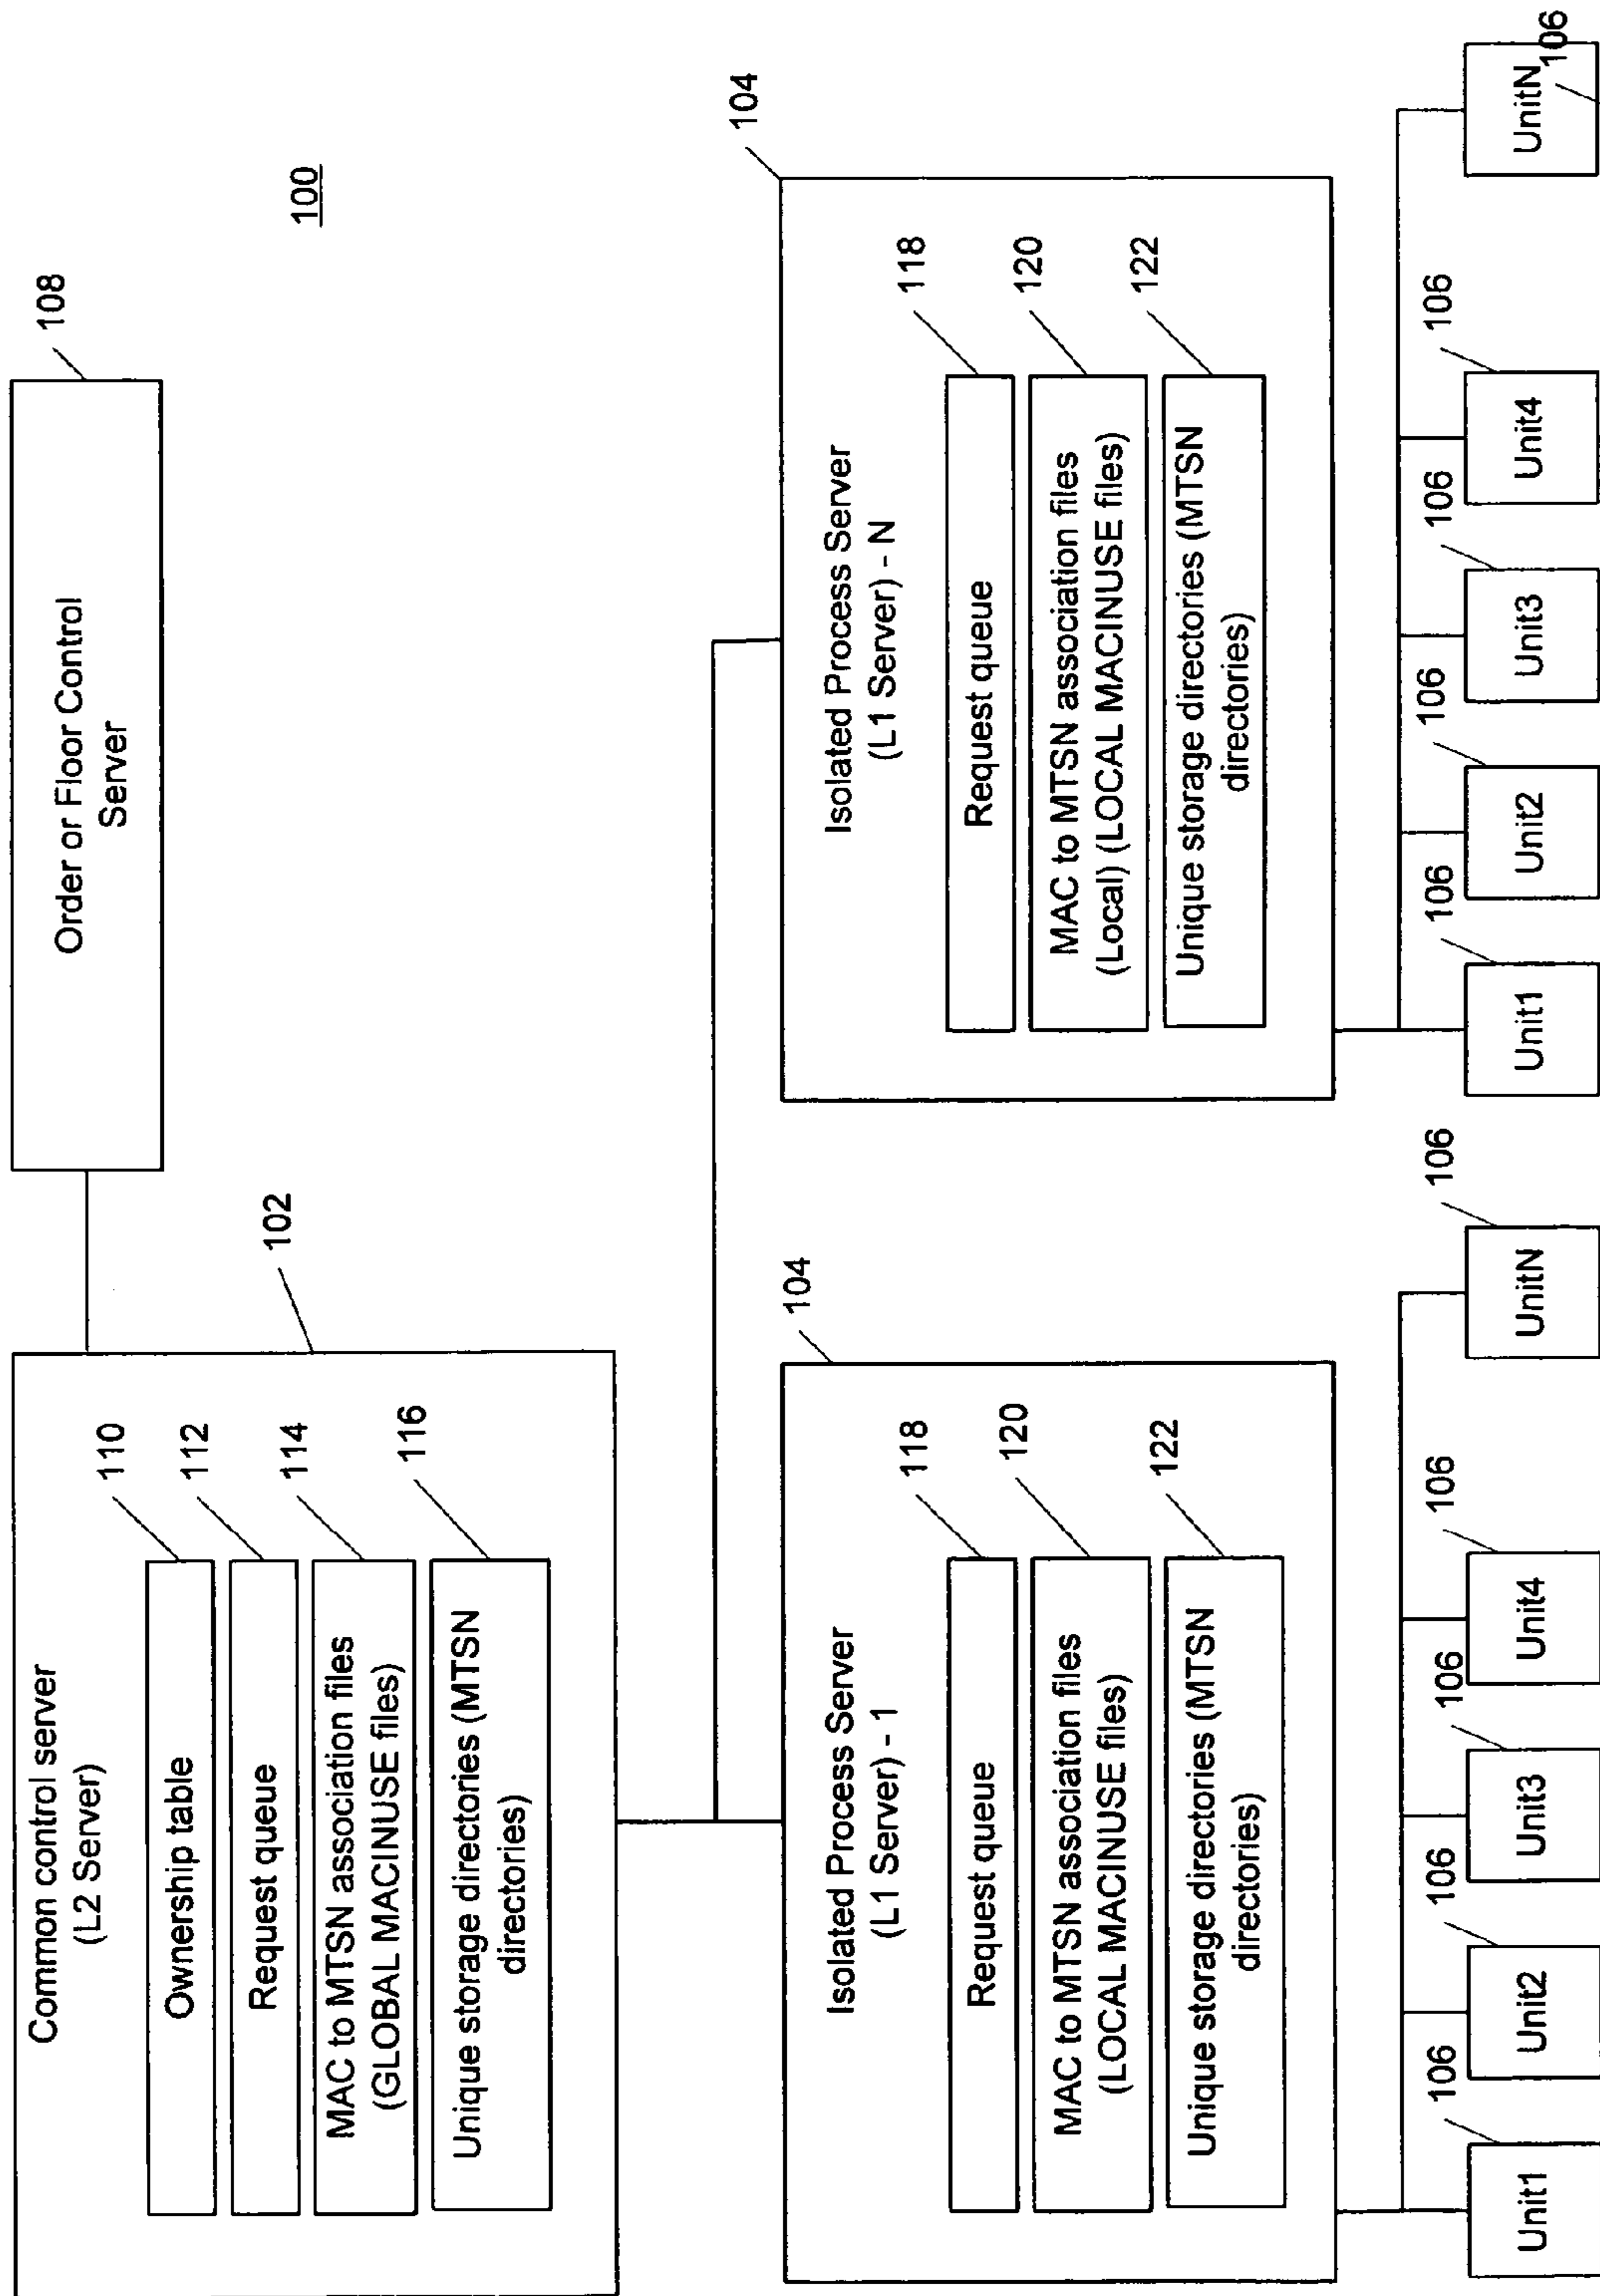 100
Order or Floor Control
Server
108
Common control server
(L2 Server)
102
Ownership table
110
Request queue
112
MAC to MTSN association files
(GLOBAL MACINUSE files)
114
Unique storage directories (MTSN
directories)
116
Isolated Process Server
(L1 Server) - 1
104
Request queue
118
MAC to MTSN association files
(LOCAL MACINUSE files)
120
Unique storage directories (MTSN
directories)
122
Isolated Process Server
(L1 Server) - N
104
Request queue
118
MAC to MTSN association files
(Local) (LOCAL MACINUSE files)
120
Unique storage directories (MTSN
directories)
122
106
106
106
106
106
Unit1
Unit2
Unit3
Unit4
UnitN
106
106
106
106
106
Unit1
Unit2
Unit3
Unit4
UnitN